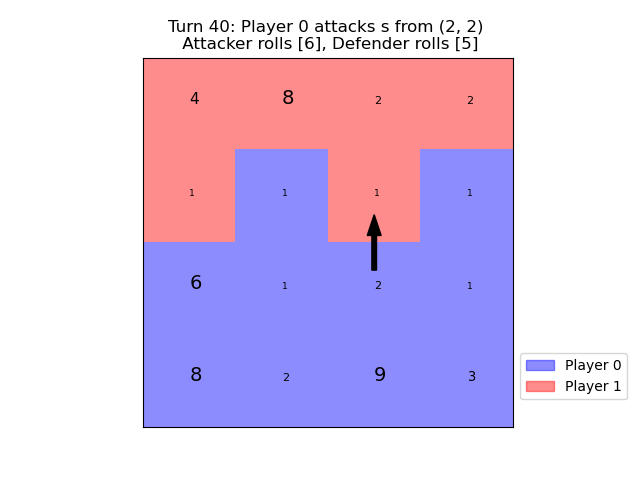 Turn 40: Player 0 attacks s from (2, 2)
Attacker rolls [6], Defender rolls [5]
4 8 2 2
1 1 1 1
6 1 2 1
8 2 9 3
Player 0
Player 1